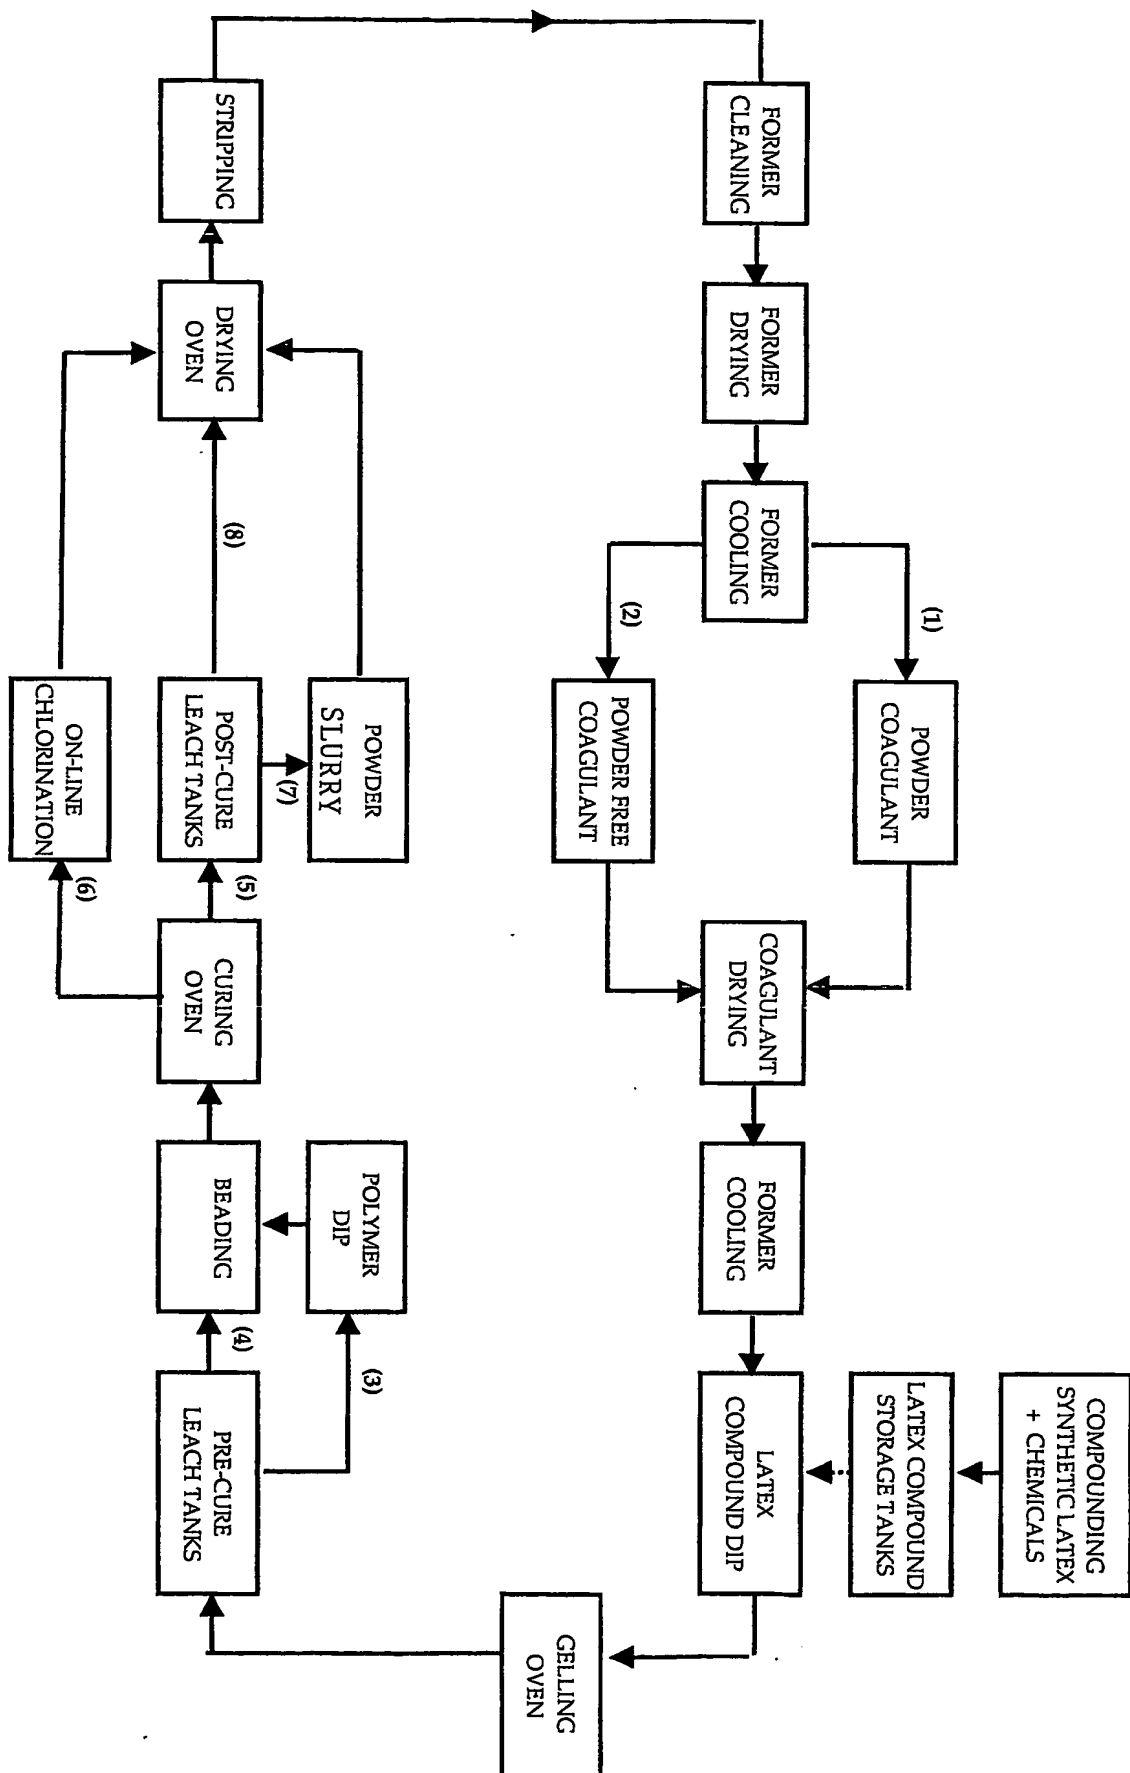 COMPOUNDING
SYNTHETIC LATEX
+ CHEMICALS
LATEX COMPOUND
STORAGE TANKS
FORMER
CLEANING
FORMER
DRYING
FORMER
COOLING
(1)
POWDER
COAGULANT
(2)
POWDER FREE
COAGULANT
COAGULANT
DRYING
FORMER
COOLING
LATEX
COMPOUND DIP
GELLING
OVEN
PRE-CURE
LEACH TANKS
(3)
POLYMER
DIP
(4)
BEADING
CURING
OVEN
(5)
POST-CURE
LEACH TANKS
(6)
ON-LINE
CHLORINATION
(7)
POWDER
SLURRY
(8)
DRYING
OVEN
STRIPPING